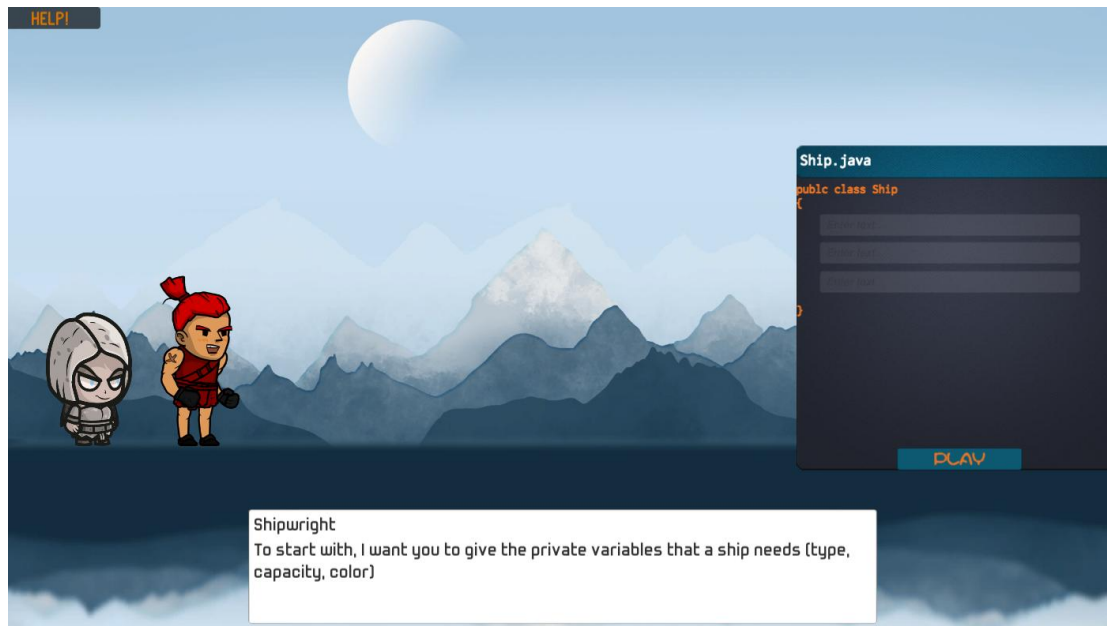 HELP!
Ship.java
publc class Ship
{
}
PLAY
Shipwright
To start with, I want you to give the private variables that a ship needs (type,
capacity, color)